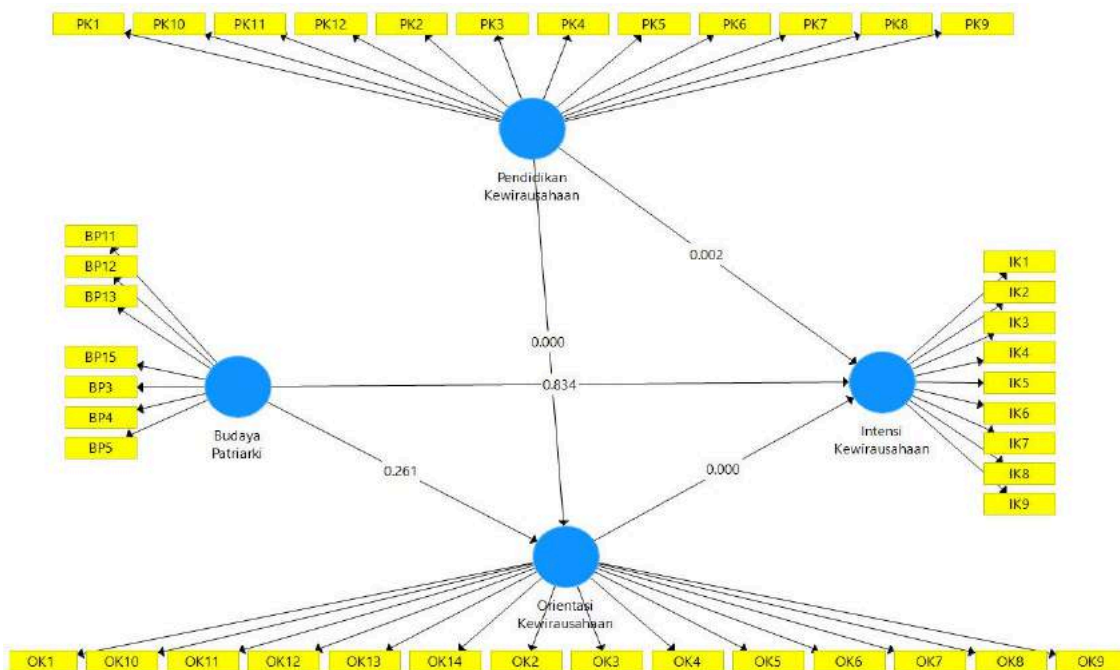 PK1 PK10 PK11 PK12 PK2 PK3 PK4 PK5 PK6 PK7 PK8 PK9
Pendidikan
Kewirausahaan
0.002
BP11
BP12
BP13
BP15
BP3
BP4
BP5
Budaya
Patriarki
0.000
0.834
0.261
0.000
IK1
IK2
IK3
IK4
IK5
IK6
IK7
IK8
IK9
Intensi
Kewirausahaan
Orientasi
Kewirausahaan
OK1 OK10 OK11 OK12 OK13 OK14 OK2 OK3 OK4 OK5 OK6 OK7 OK8 OK9